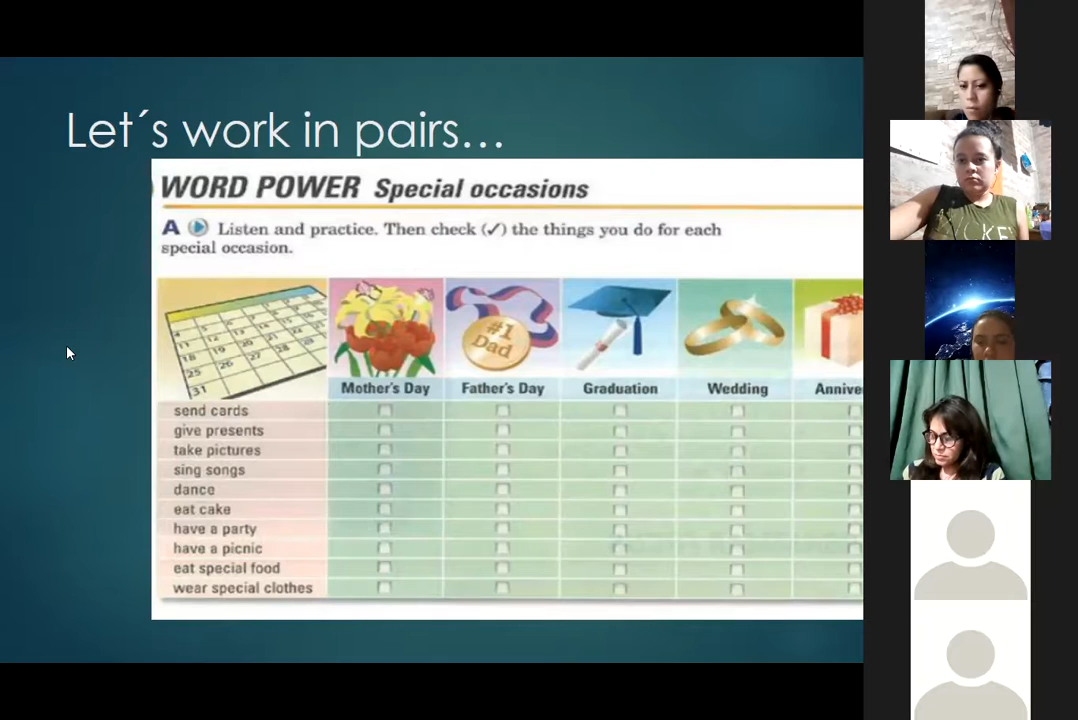 Let´s work in pairs...
WORD POWER Special occasions
A Listen and practice. Then check (✓) the things you do for each
special occasion.
#1
Dad
Mother's Day Father's Day Graduation Wedding Annive
send cards
give presents
take pictures
sing songs
dance
eat cake
have a party
have a picnic
eat special food
wear special clothes